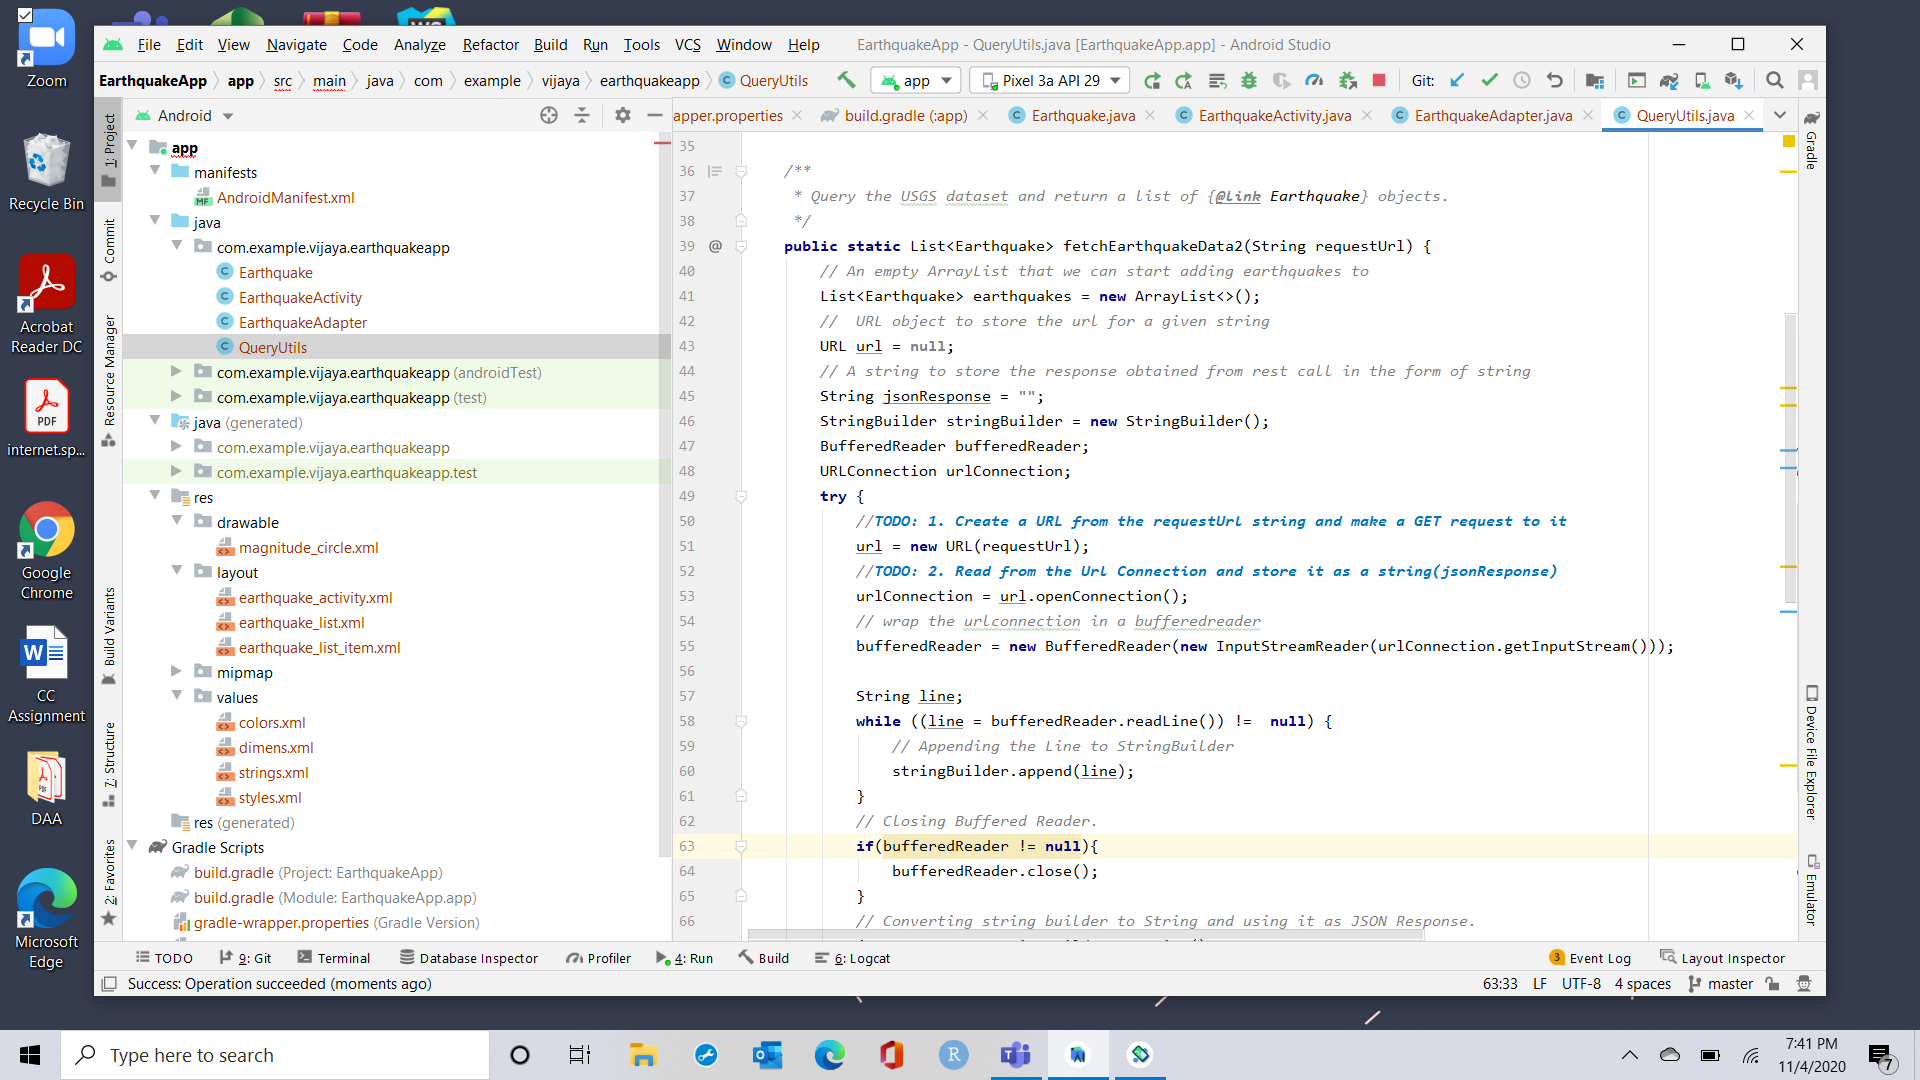 Zoom
Recycle Bin
Acrobat
Reader DC
internet.sp...
Google
Chrome
CC
Assignment
DAA
Microsoft
Edge
File Edit View Navigate Code Analyze Refactor Build Run Tools VCS Window Help EarthquakeApp - QueryUtils.java [EarthquakeApp.app] - Android Studio
EarthquakeApp app src main java com example vijaya earthquakeapp QueryUtils app Pixel 3a API 29 Git:
Android
apper.properties build.gradle (:app) Earthquake.java EarthquakeActivity.java EarthquakeAdapter.java QueryUtils.java
1: Project
Commit
Resource Manager
Build Variants
7: Structure
2: Favorites
app
manifests
AndroidManifest.xml
java
com.example.vijaya.earthquakeapp
Earthquake
EarthquakeActivity
EarthquakeAdapter
QueryUtils
com.example.vijaya.earthquakeapp (androidTest)
com.example.vijaya.earthquakeapp (test)
java (generated)
com.example.vijaya.earthquakeapp
com.example.vijaya.earthquakeapp.test
res
drawable
magnitude_circle.xml
layout
earthquake_activity.xml
earthquake_list.xml
earthquake_list_item.xml
mipmap
values
colors.xml
dimens.xml
strings.xml
styles.xml
res (generated)
Gradle Scripts
build.gradle (Project: EarthquakeApp)
build.gradle (Module: EarthquakeApp.app)
gradle-wrapper.properties (Gradle Version)
35
36 /**
37 * Query the USGS dataset and return a list of {@link Earthquake} objects.
38 */
39 @ public static List<Earthquake> fetchEarthquakeData2(String requestUrl) {
40 // An empty ArrayList that we can start adding earthquakes to
41 List<Earthquake> earthquakes = new ArrayList<>();
42 //  URL object to store the url for a given string
43 URL url = null;
44 // A string to store the response obtained from rest call in the form of string
45 String jsonResponse = "";
46 StringBuilder stringBuilder = new StringBuilder();
47 BufferedReader bufferedReader;
48 URLConnection urlConnection;
49 try {
50 //TODO: 1. Create a URL from the requestUrl string and make a GET request to it
51 url = new URL(requestUrl);
52 //TODO: 2. Read from the Url Connection and store it as a string(jsonResponse)
53 urlConnection = url.openConnection();
54 // wrap the urlconnection in a bufferedreader
55 bufferedReader = new BufferedReader(new InputStreamReader(urlConnection.getInputStream()));
56
57 String line;
58 while ((line = bufferedReader.readLine()) !=  null) {
59 // Appending the Line to StringBuilder
60 stringBuilder.append(line);
61 }
62 // Closing Buffered Reader.
63 if(bufferedReader != null){
64 bufferedReader.close();
65 }
66 // Converting string builder to String and using it as JSON Response.
Gradle
Device File Explorer
Emulator
TODO 9: Git Terminal Database Inspector Profiler 4: Run Build 6: Logcat 3 Event Log Layout Inspector
Success: Operation succeeded (moments ago) 63:33 LF UTF-8 4 spaces master
Type here to search
7:41 PM
11/4/2020
7